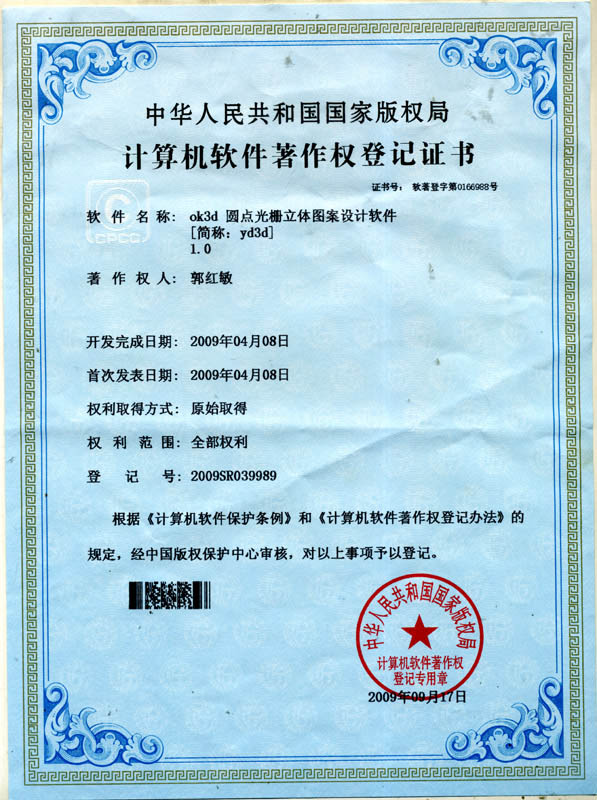 中华人民共和国国家版权局
计算机软件著作权登记证书
证书号： 软著登字第0166988号
CPCC
软件名称： ok3d 圆点光栅立体图案设计软件
[简称：yd3d]
1.0
著作权人： 郭红敏
开发完成日期： 2009年04月08日
首次发表日期： 2009年04月08日
权利取得方式： 原始取得
权利范围： 全部权利
登记号： 2009SR039989
根据《计算机软件保护条例》和《计算机软件著作权登记办法》的
规定，经中国版权保护中心审核，对以上事项予以登记。
中华人民共和国国家版权局
计算机软件著作权
登记专用章
2009年09月17日